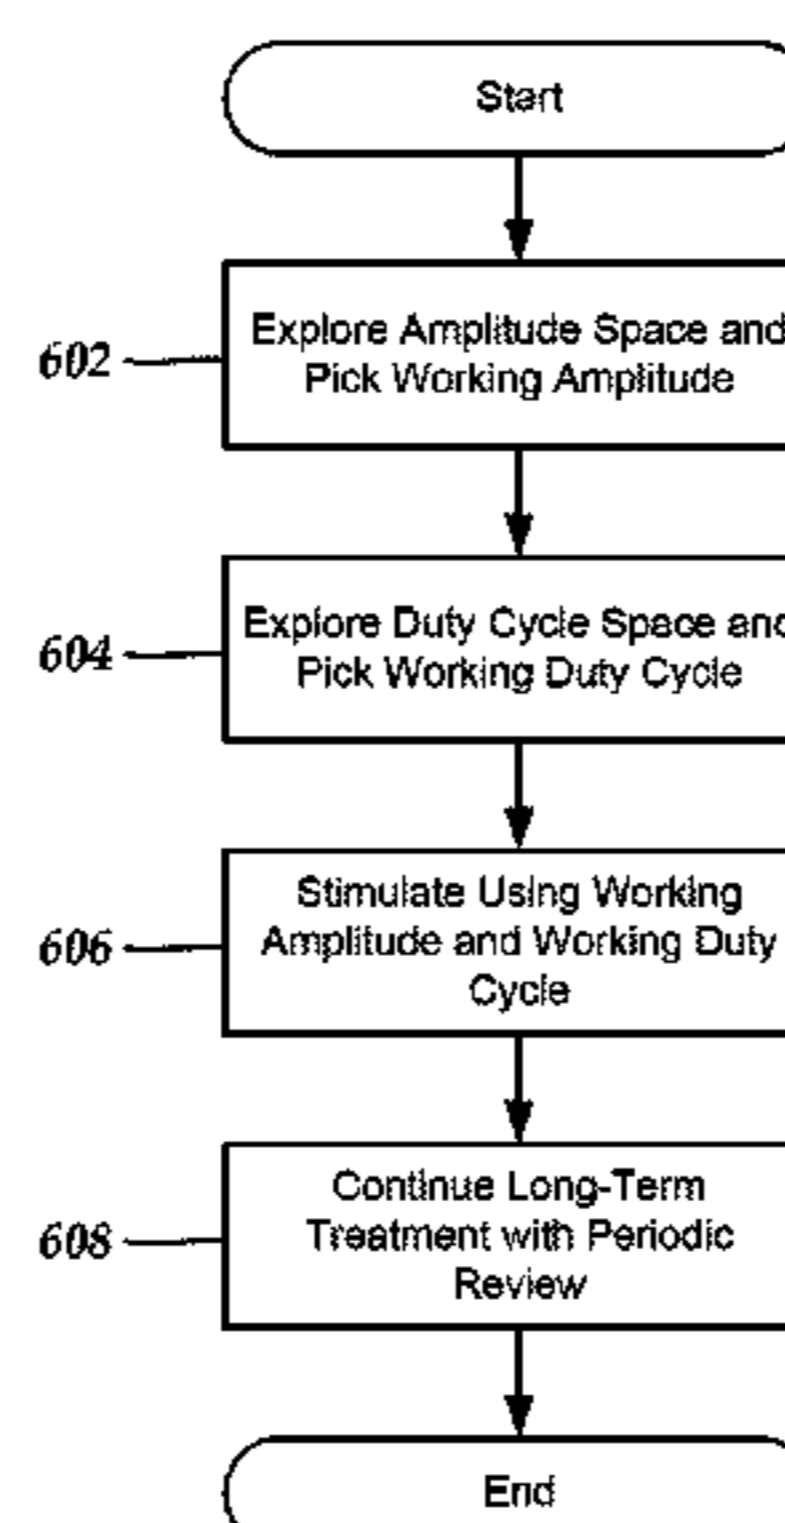 Start
602
Explore Amplitude Space and
Pick Working Amplitude
604
Explore Duty Cycle Space and
Pick Working Duty Cycle
606
Stimulate Using Working
Amplitude and Working Duty
Cycle
608
Continue Long-Term
Treatment with Periodic
Review
End